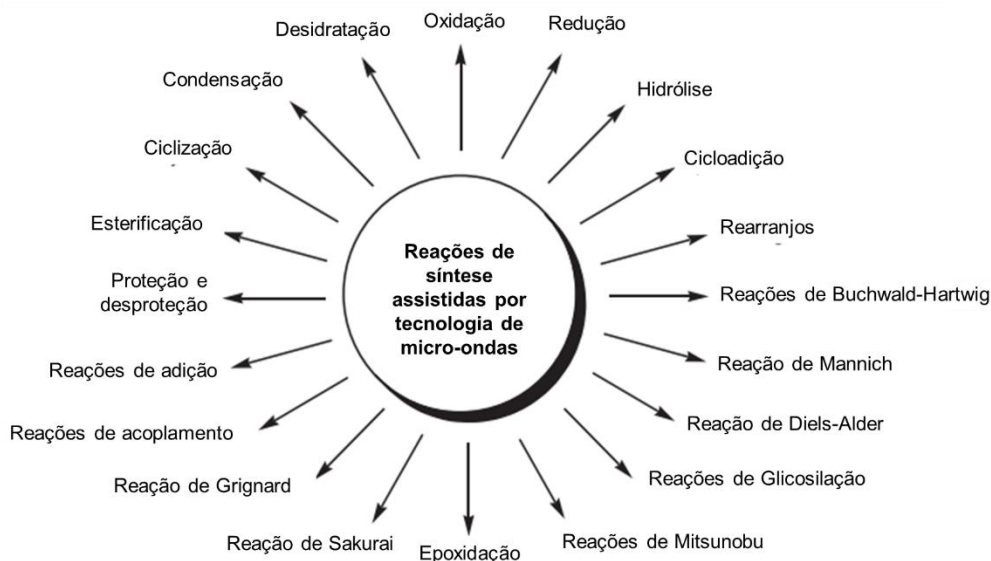 Oxidação
Redução
Hidrólise
Cicloadição
Rearranjos
Reações de Buchwald-Hartwig
Reação de Mannich
Reação de Diels-Alder
Reações de Glicosilação
Reações de Mitsunobu
Epoxidação
Reação de Sakurai
Reação de Grignard
Reações de acoplamento
Reações de adição
Proteção e
desproteção
Esterificação
Ciclização
Condensação
Desidratação
Reações de
síntese
assistidas por
tecnologia de
micro-ondas